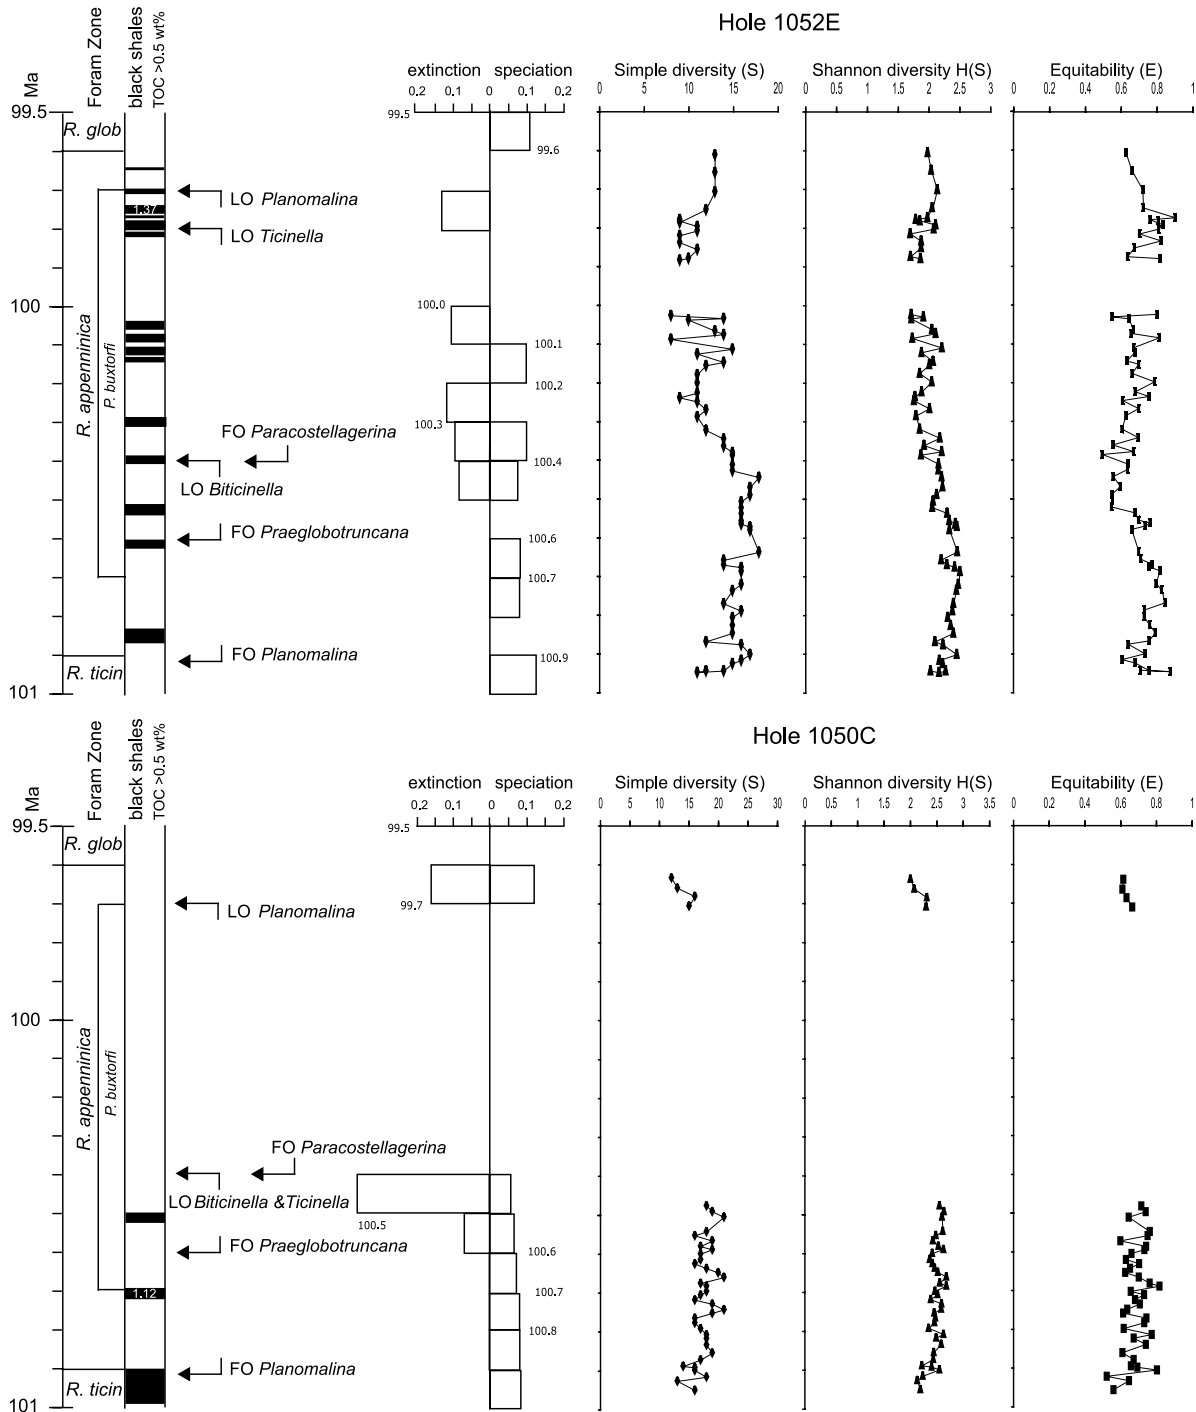 Hole 1052E
Ma
Foram Zone
black shales
TOC >0.5 wt%
extinction speciation
0.2 0.1 0 0.1 0.2
Simple diversity (S)
0 5 10 15 20
Shannon diversity H(S)
0 1 2 3
Equitability (E)
0 0.2 0.4 0.6 0.8 1
99.5
R. glob
99.5
99.6
LO Planomalina
1.37
LO Ticinella
100
100.0
100.1
R. appenninica
P. buxtorfi
100.2
100.3
FO Paracostellagerina
100.4
LO Biticinella
FO Praeglobotruncana
100.6
100.7
FO Planomalina
100.9
R. ticin
101
Hole 1050C
Ma
Foram Zone
black shales
TOC >0.5 wt%
extinction speciation
0.2 0.1 0 0.1 0.2
Simple diversity (S)
0 5 10 15 20 25 30
Shannon diversity H(S)
0 0.5 1 1.5 2 2.5 3 3.5
Equitability (E)
0 0.2 0.4 0.6 0.8 1
99.5
99.5
R. glob
99.7
LO Planomalina
100
R. appenninica
P. buxtorfi
FO Paracostellagerina
LO Biticinella &Ticinella
100.5
FO Praeglobotruncana
100.6
1.12
100.7
100.8
FO Planomalina
R. ticin
101